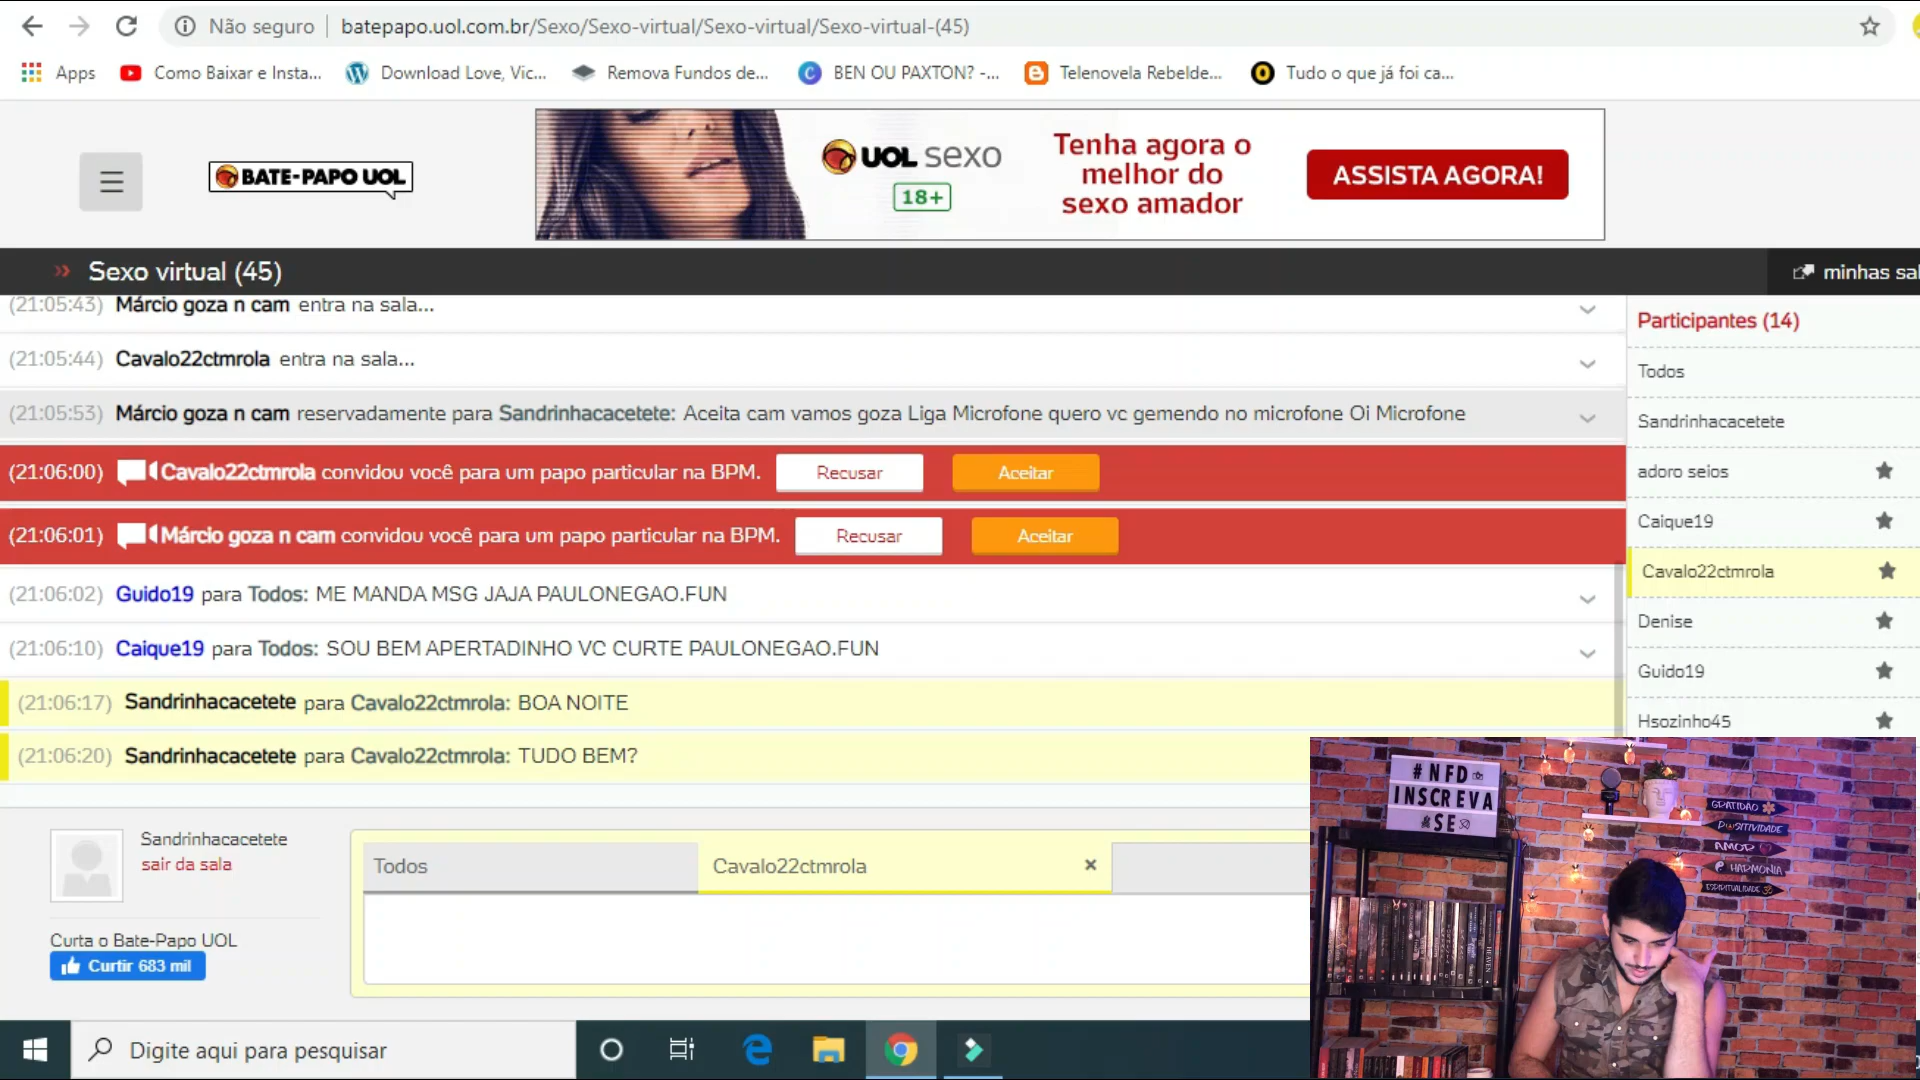 Não seguro
batepapo.uol.com.br/Sexo/Sexo-virtual/Sexo-virtual/Sexo-virtual-(45)
Apps
Como Baixar e Insta...
Download Love, Vic...
Remova Fundos de...
BEN OU PAXTON? -...
Telenovela Rebelde...
Tudo o que já foi ca...
BATE-PAPO UOL
UOL sexo
18+
Tenha agora o
melhor do
sexo amador
ASSISTA AGORA!
Sexo virtual (45)
minhas sal
(21:05:43) Márcio goza n cam entra na sala...
(21:05:44) Cavalo22ctmrola entra na sala...
(21:05:53) Márcio goza n cam reservadamente para Sandrinhacacetete: Aceita cam vamos goza Liga Microfone quero vc gemendo no microfone Oi Microfone
(21:06:00) Cavalo22ctmrola convidou você para um papo particular na BPM. Recusar Aceitar
(21:06:01) Márcio goza n cam convidou você para um papo particular na BPM. Recusar Aceitar
(21:06:02) Guido19 para Todos: ME MANDA MSG JAJA PAULONEGAO.FUN
(21:06:10) Caique19 para Todos: SOU BEM APERTADINHO VC CURTE PAULONEGAO.FUN
(21:06:17) Sandrinhacacetete para Cavalo22ctmrola: BOA NOITE
(21:06:20) Sandrinhacacetete para Cavalo22ctmrola: TUDO BEM?
Participantes (14)
Todos
Sandrinhacacetete
adoro seios
Caique19
Cavalo22ctmrola
Denise
Guido19
Hsozinho45
Sandrinhacacetete
sair da sala
Curta o Bate-Papo UOL
Curtir 683 mil
Todos
Cavalo22ctmrola
#NFD
INSCREVA
SE
GRATIDÃO
POSITIVIDADE
AMOR
HARMONIA
ESPIRITUALIDADE
Digite aqui para pesquisar